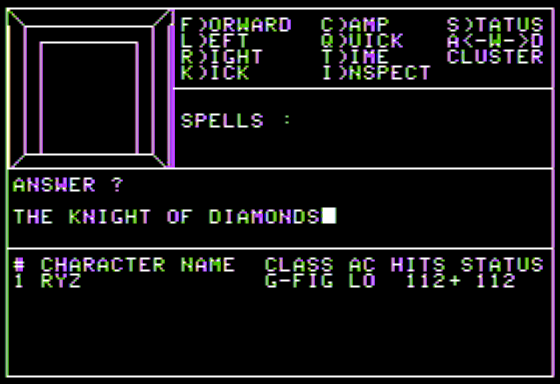 F)ORWARD C)AMP S)TATUS
L)EFT Q)UICK A<-W->D
R)IGHT T)IME CLUSTER
K)ICK I)NSPECT
SPELLS :
ANSWER ?
THE KNIGHT OF DIAMONDS
# CHARACTER NAME CLASS AC HITS STATUS
1 RYZ G-FIG LO 112+ 112